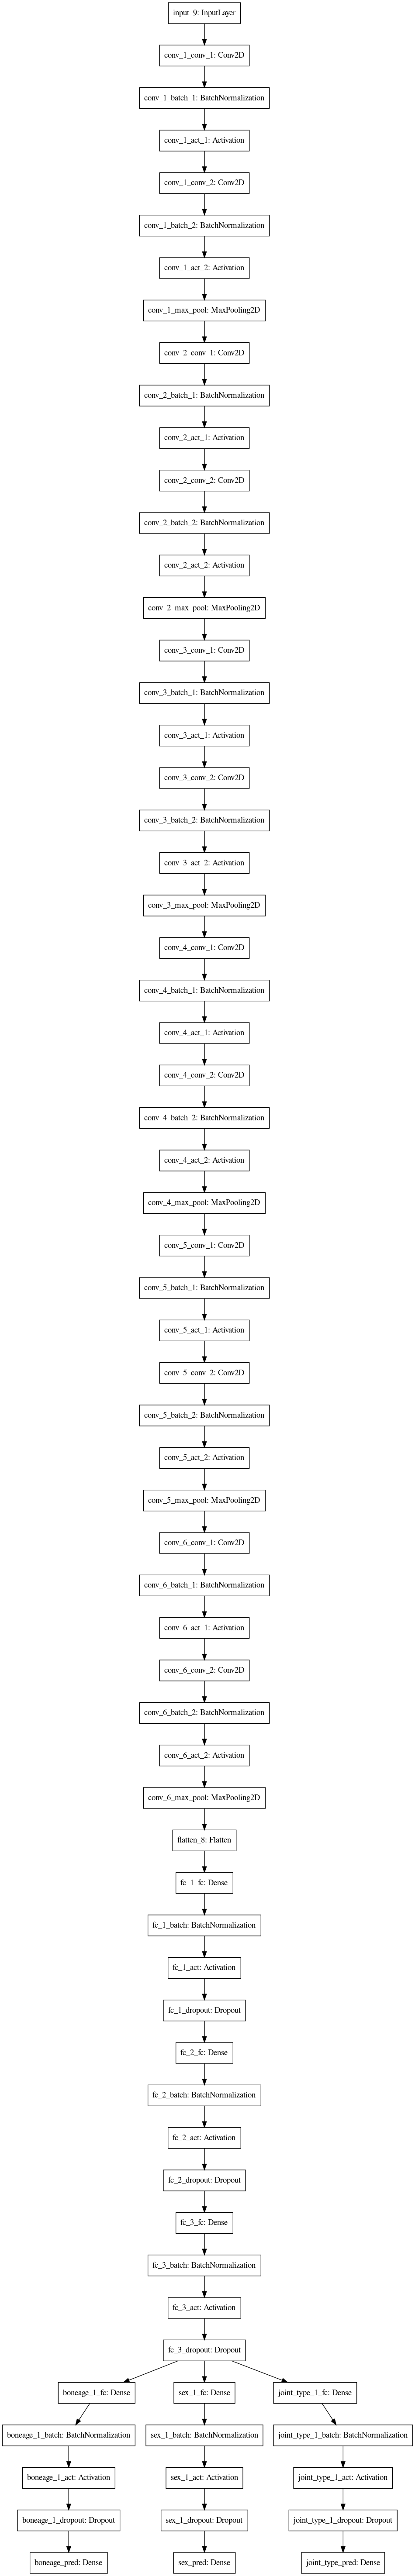 input_9: InputLayer
conv_1_conv_1: Conv2D
conv_1_batch_1: BatchNormalization
conv_1_act_1: Activation
conv_1_conv_2: Conv2D
conv_1_batch_2: BatchNormalization
conv_1_act_2: Activation
conv_1_max_pool: MaxPooling2D
conv_2_conv_1: Conv2D
conv_2_batch_1: BatchNormalization
conv_2_act_1: Activation
conv_2_conv_2: Conv2D
conv_2_batch_2: BatchNormalization
conv_2_act_2: Activation
conv_2_max_pool: MaxPooling2D
conv_3_conv_1: Conv2D
conv_3_batch_1: BatchNormalization
conv_3_act_1: Activation
conv_3_conv_2: Conv2D
conv_3_batch_2: BatchNormalization
conv_3_act_2: Activation
conv_3_max_pool: MaxPooling2D
conv_4_conv_1: Conv2D
conv_4_batch_1: BatchNormalization
conv_4_act_1: Activation
conv_4_conv_2: Conv2D
conv_4_batch_2: BatchNormalization
conv_4_act_2: Activation
conv_4_max_pool: MaxPooling2D
conv_5_conv_1: Conv2D
conv_5_batch_1: BatchNormalization
conv_5_act_1: Activation
conv_5_conv_2: Conv2D
conv_5_batch_2: BatchNormalization
conv_5_act_2: Activation
conv_5_max_pool: MaxPooling2D
conv_6_conv_1: Conv2D
conv_6_batch_1: BatchNormalization
conv_6_act_1: Activation
conv_6_conv_2: Conv2D
conv_6_batch_2: BatchNormalization
conv_6_act_2: Activation
conv_6_max_pool: MaxPooling2D
flatten_8: Flatten
fc_1_fc: Dense
fc_1_batch: BatchNormalization
fc_1_act: Activation
fc_1_dropout: Dropout
fc_2_fc: Dense
fc_2_batch: BatchNormalization
fc_2_act: Activation
fc_2_dropout: Dropout
fc_3_fc: Dense
fc_3_batch: BatchNormalization
fc_3_act: Activation
fc_3_dropout: Dropout
boneage_1_fc: Dense
sex_1_fc: Dense
joint_type_1_fc: Dense
boneage_1_batch: BatchNormalization
sex_1_batch: BatchNormalization
joint_type_1_batch: BatchNormalization
boneage_1_act: Activation
sex_1_act: Activation
joint_type_1_act: Activation
boneage_1_dropout: Dropout
sex_1_dropout: Dropout
joint_type_1_dropout: Dropout
boneage_pred: Dense
sex_pred: Dense
joint_type_pred: Dense